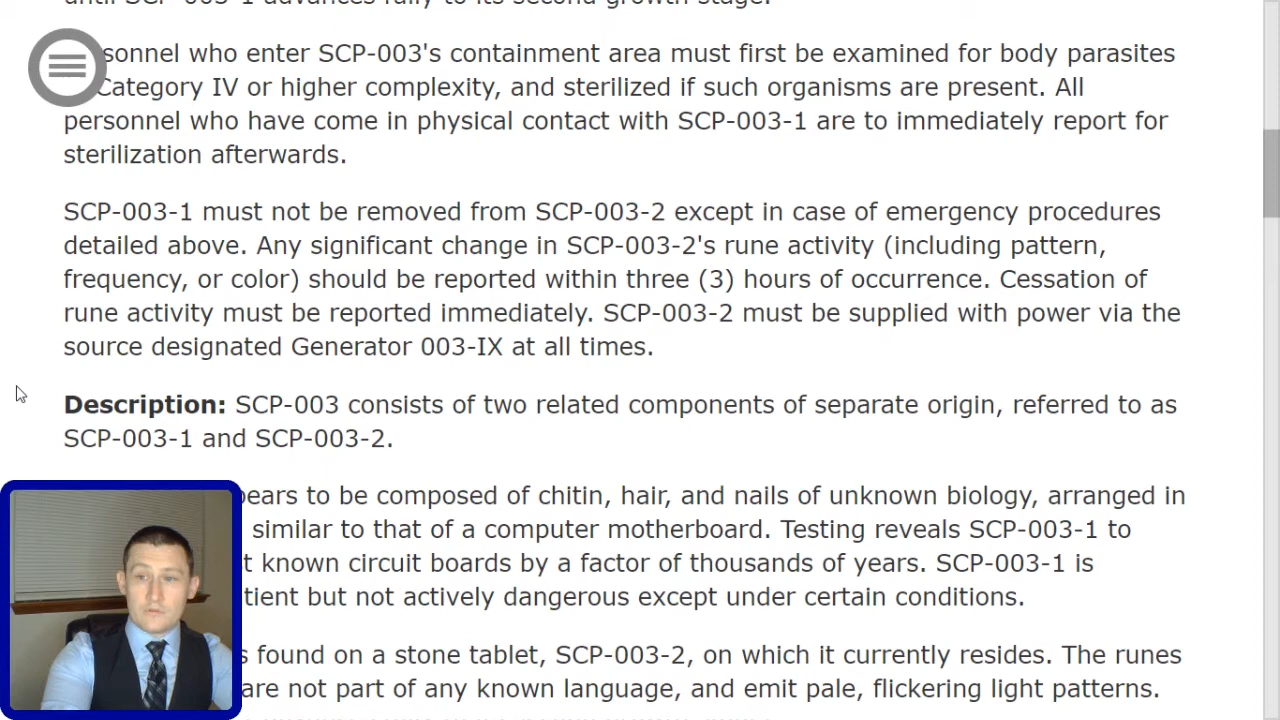 until SCP-003-1 advances fully to its second growth stage.
sonnel who enter SCP-003's containment area must first be examined for body parasites
Category IV or higher complexity, and sterilized if such organisms are present. All
personnel who have come in physical contact with SCP-003-1 are to immediately report for
sterilization afterwards.
SCP-003-1 must not be removed from SCP-003-2 except in case of emergency procedures
detailed above. Any significant change in SCP-003-2's rune activity (including pattern,
frequency, or color) should be reported within three (3) hours of occurrence. Cessation of
rune activity must be reported immediately. SCP-003-2 must be supplied with power via the
source designated Generator 003-IX at all times.
Description: SCP-003 consists of two related components of separate origin, referred to as
SCP-003-1 and SCP-003-2.
pears to be composed of chitin, hair, and nails of unknown biology, arranged in
similar to that of a computer motherboard. Testing reveals SCP-003-1 to
t known circuit boards by a factor of thousands of years. SCP-003-1 is
tient but not actively dangerous except under certain conditions.
s found on a stone tablet, SCP-003-2, on which it currently resides. The runes
are not part of any known language, and emit pale, flickering light patterns.